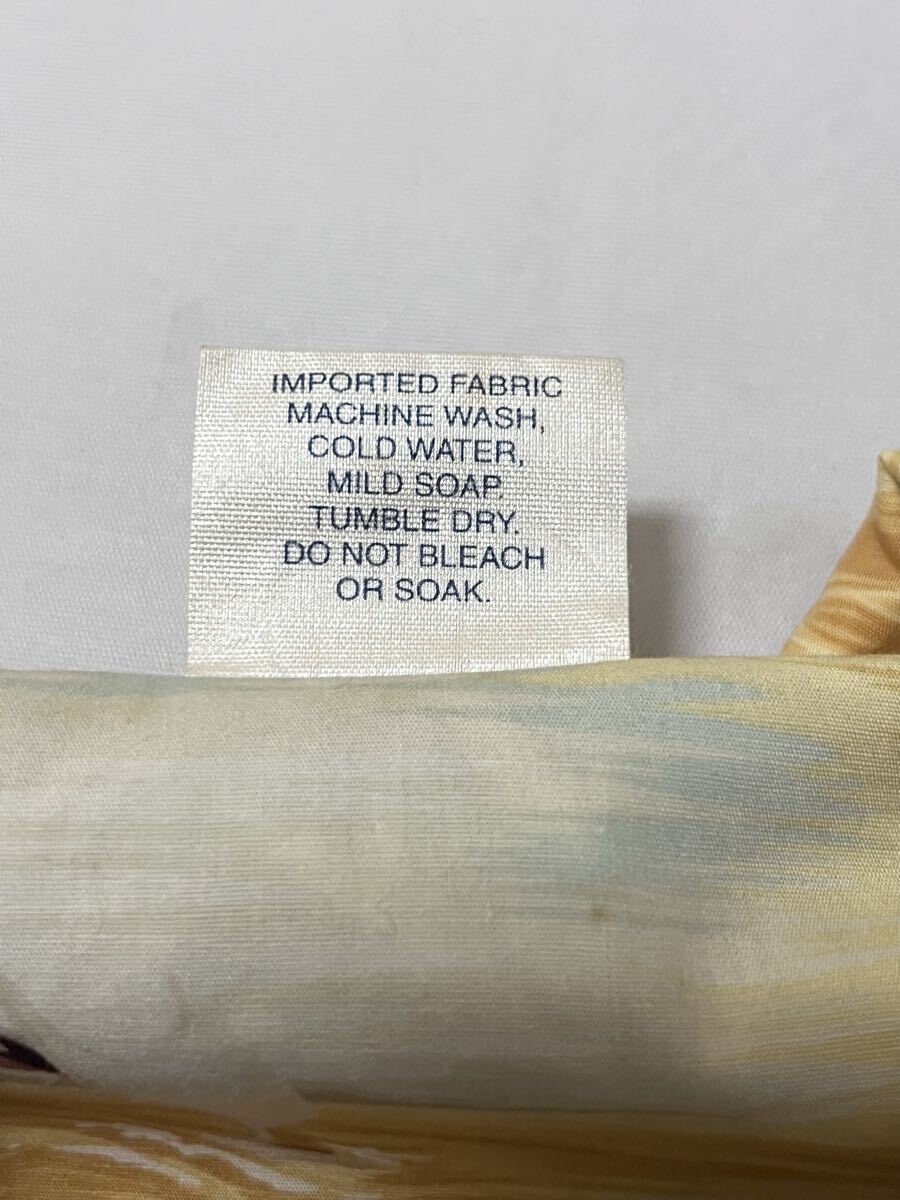 IMPORTED FABRIC
MACHINE WASH,
COLD WATER,
MILD SOAP.
TUMBLE DRY.
DO NOT BLEACH
OR SOAK.